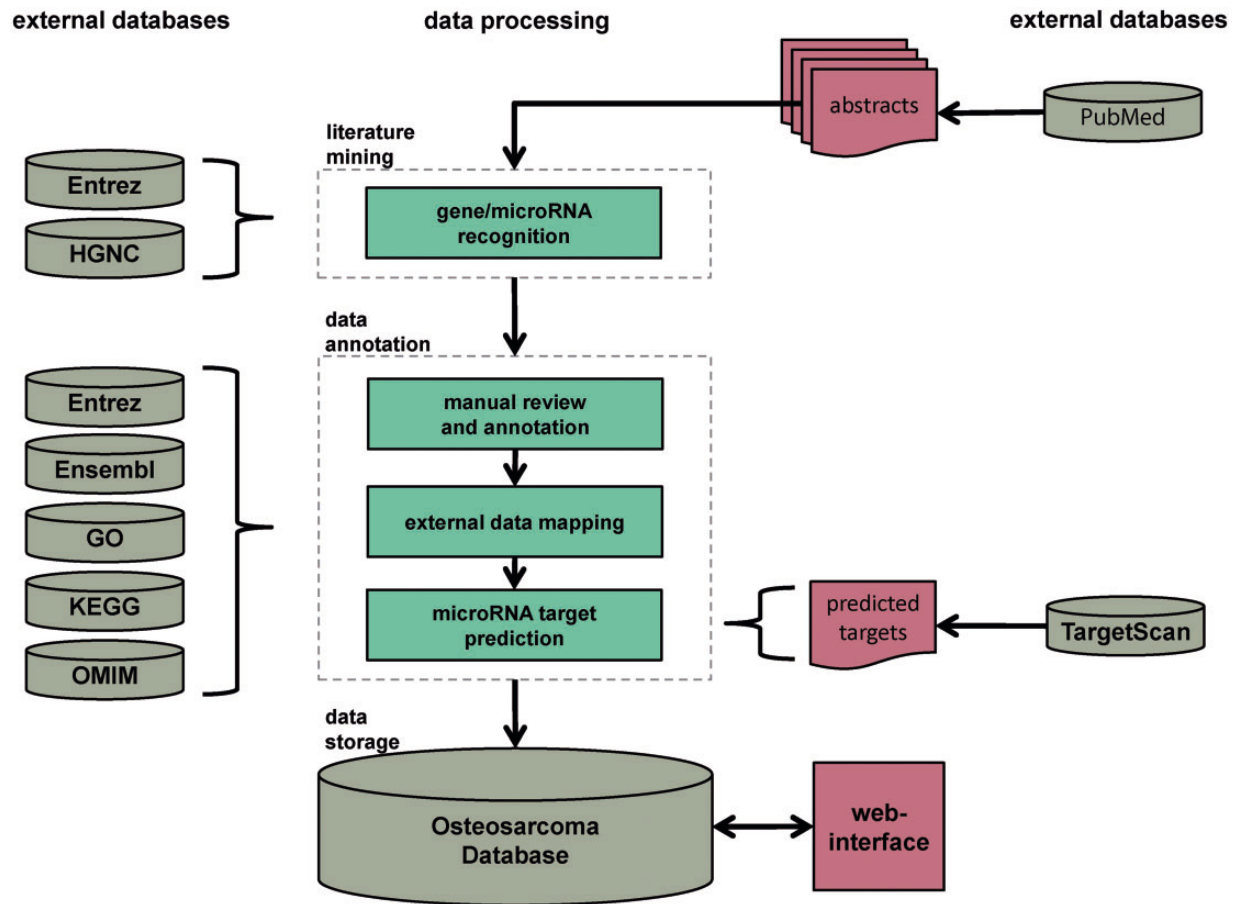 external databases
data processing
external databases
abstracts
PubMed
literature
mining
Entrez
HGNC
gene/microRNA
recognition
data
annotation
Entrez
Ensembl
GO
KEGG
OMIM
manual review
and annotation
external data mapping
microRNA target
prediction
predicted
targets
TargetScan
data
storage
Osteosarcoma
Database
web-
interface